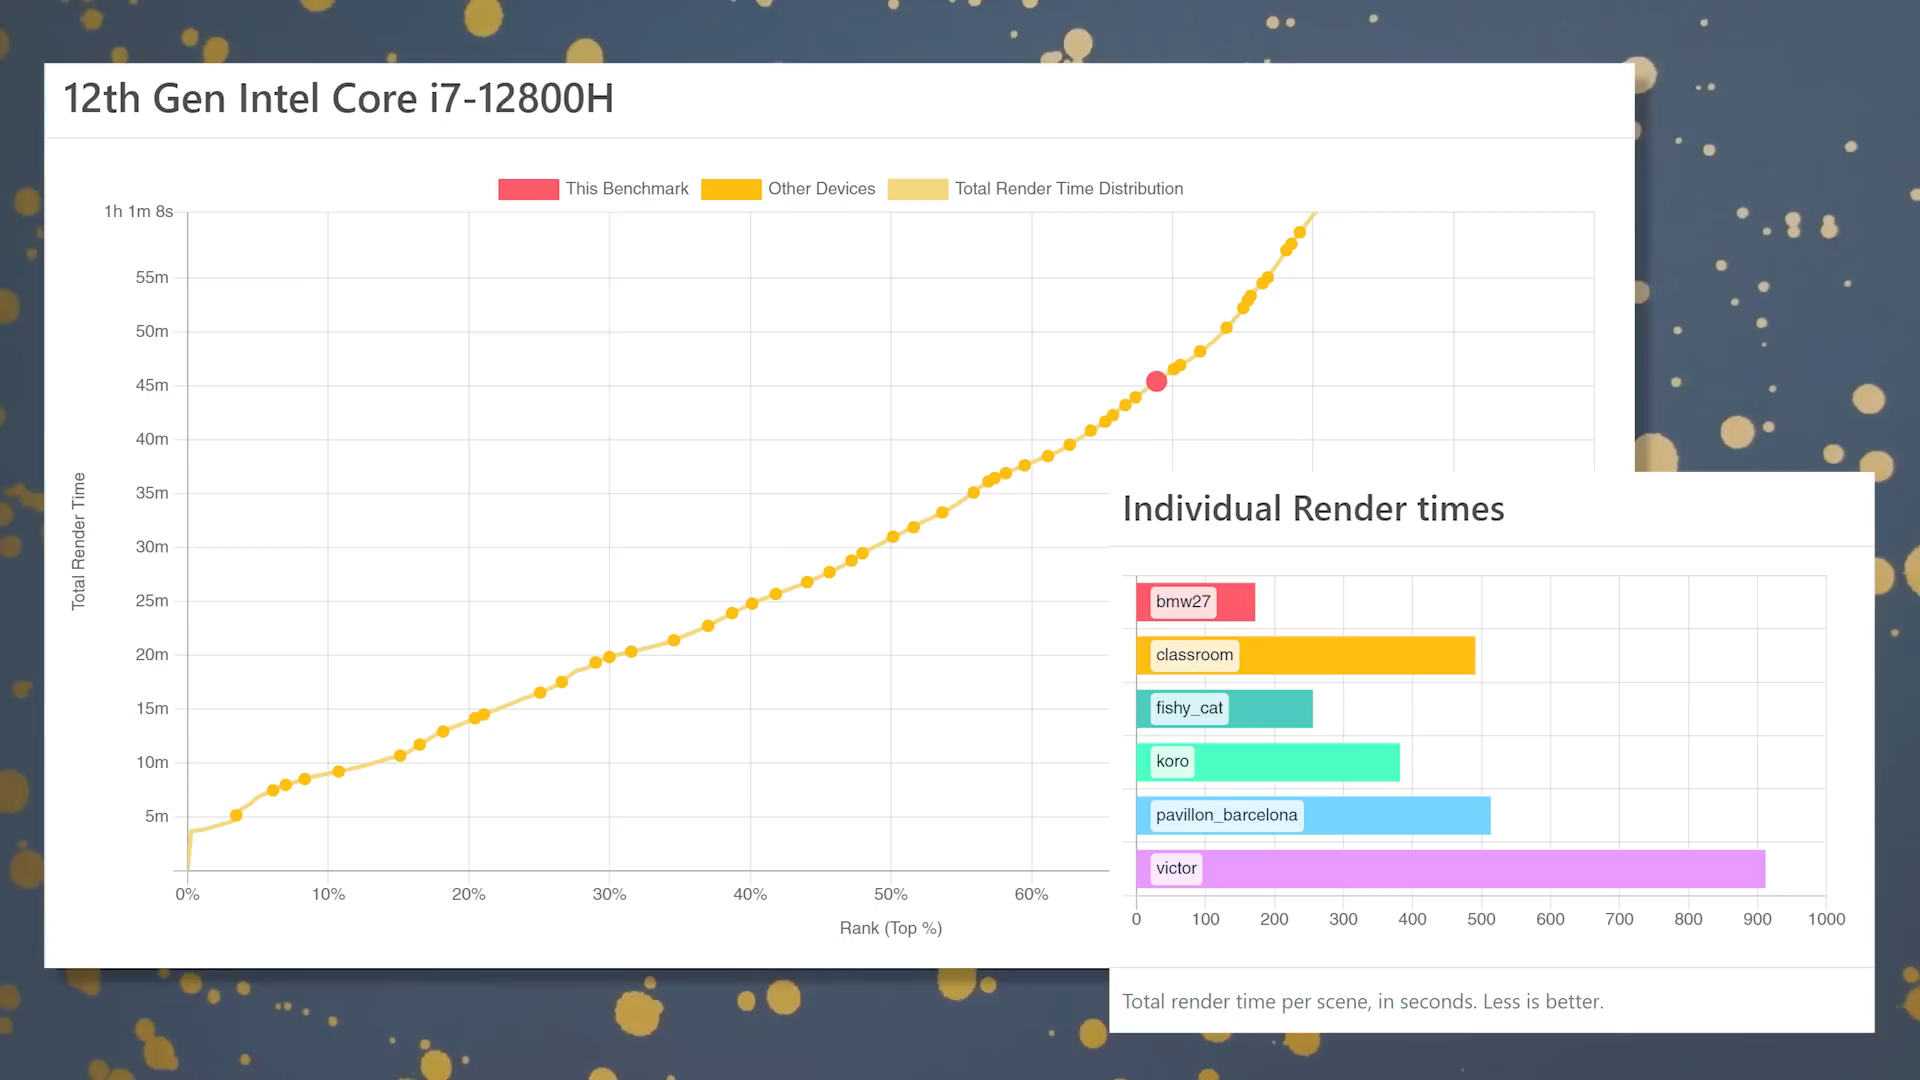 12th Gen Intel Core i7-12800H
This Benchmark Other Devices Total Render Time Distribution
1h 1m 8s
55m
50m
45m
40m
35m
30m
25m
20m
15m
10m
5m
Total Render Time
0% 10% 20% 30% 40% 50% 60%
Rank (Top %)
Individual Render times
bmw27
classroom
fishy_cat
koro
pavillon_barcelona
victor
0 100 200 300 400 500 600 700 800 900 1000
Total render time per scene, in seconds. Less is better.